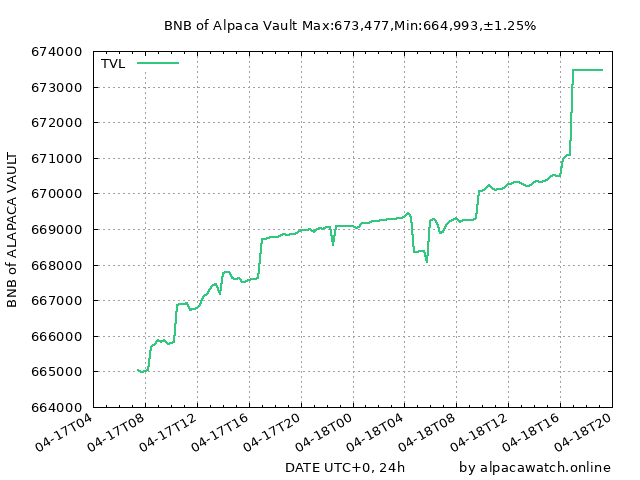 BNB of Alpaca Vault Max:673,477,Min:664,993,±1.25%
TVL
BNB of ALAPACA VAULT
674000
673000
672000
671000
670000
669000
668000
667000
666000
665000
664000
04-17T04
04-17T08
04-17T12
04-17T16
04-17T20
04-18T00
04-18T04
04-18T08
04-18T12
04-18T16
04-18T20
DATE UTC+0, 24h
by alpacawatch.online